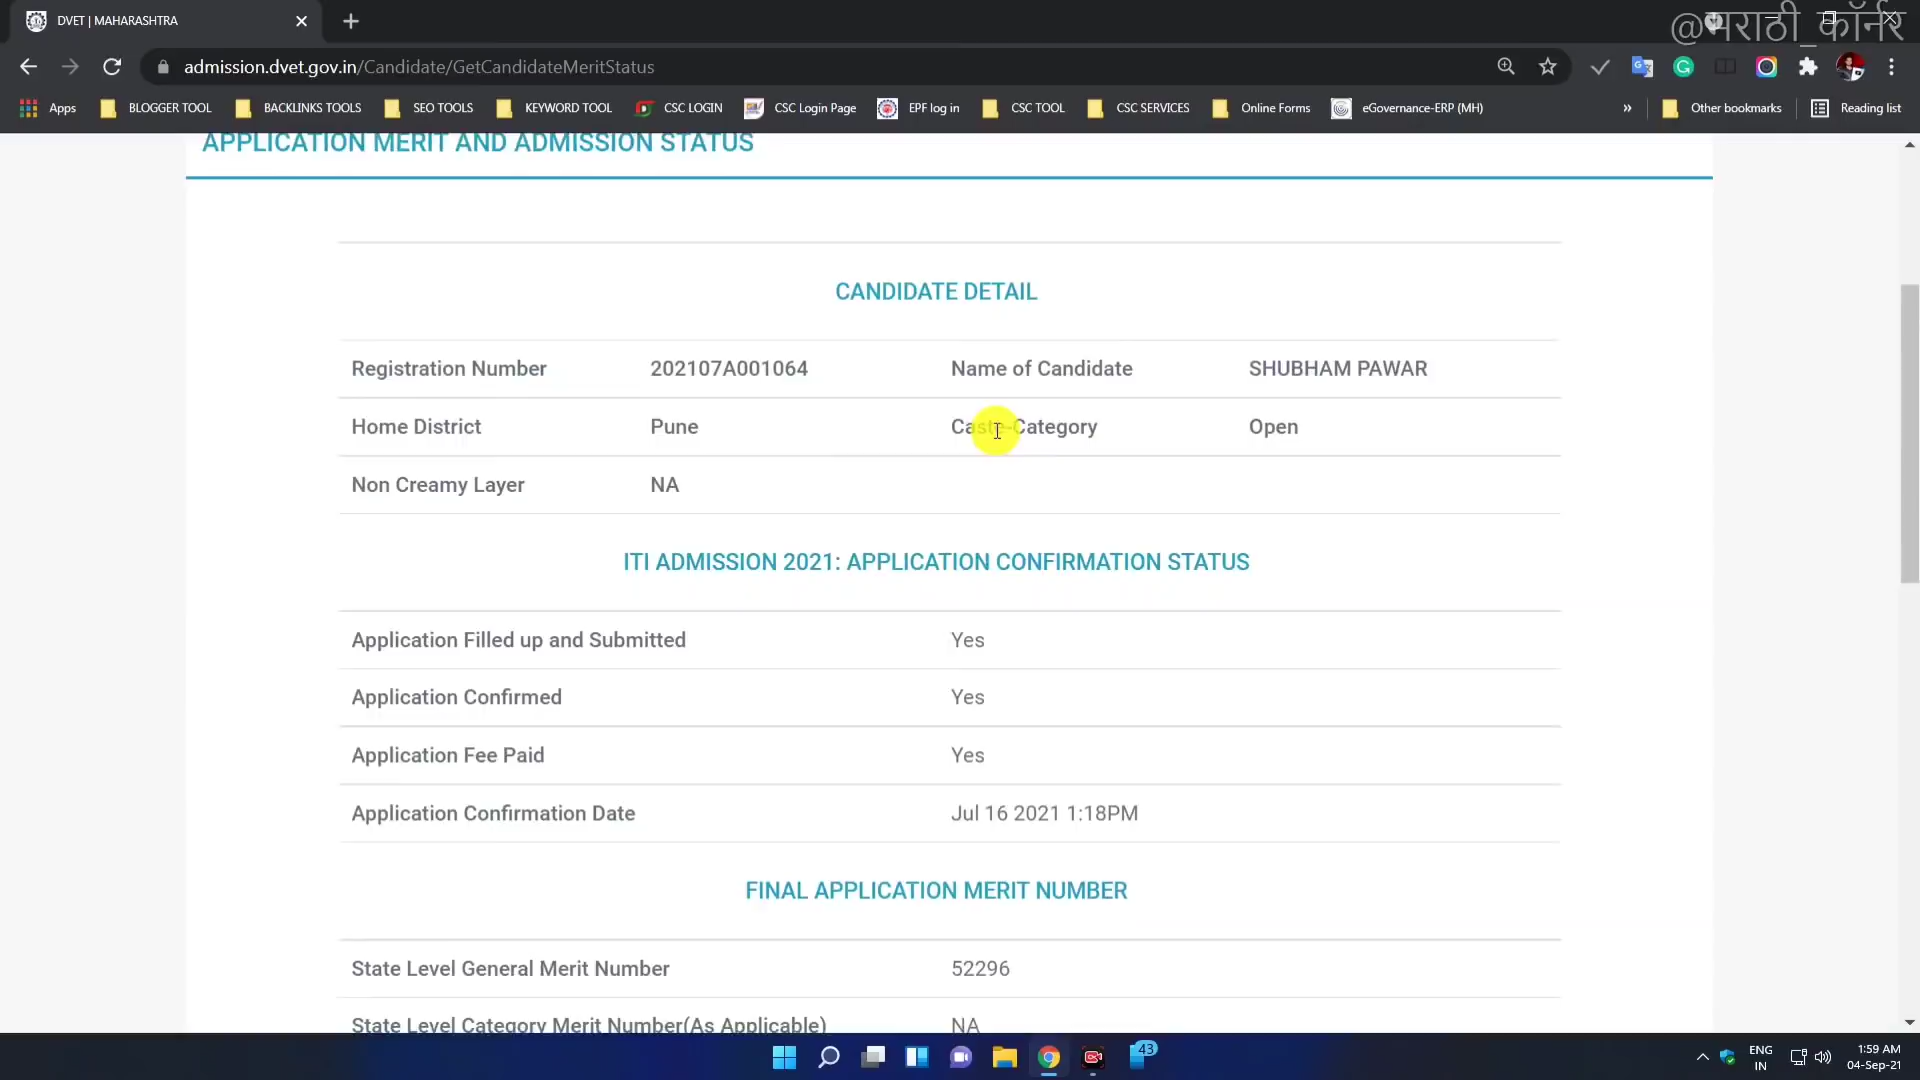 DVET | MAHARASHTRA
@मराठी_कॉर्नर
admission.dvet.gov.in/Candidate/GetCandidateMeritStatus
Apps BLOGGER TOOL BACKLINKS TOOLS SEO TOOLS KEYWORD TOOL CSC LOGIN CSC Login Page EPF log in CSC TOOL CSC SERVICES Online Forms eGovernance-ERP (MH) » Other bookmarks Reading list
APPLICATION MERIT AND ADMISSION STATUS
CANDIDATE DETAIL
Registration Number 202107A001064 Name of Candidate SHUBHAM PAWAR
Home District Pune Caste Category Open
Non Creamy Layer NA
ITI ADMISSION 2021: APPLICATION CONFIRMATION STATUS
Application Filled up and Submitted Yes
Application Confirmed Yes
Application Fee Paid Yes
Application Confirmation Date Jul 16 2021 1:18PM
FINAL APPLICATION MERIT NUMBER
State Level General Merit Number 52296
State Level Category Merit Number(As Applicable) NA
43
ENG 1:59 AM
IN 04-Sep-21